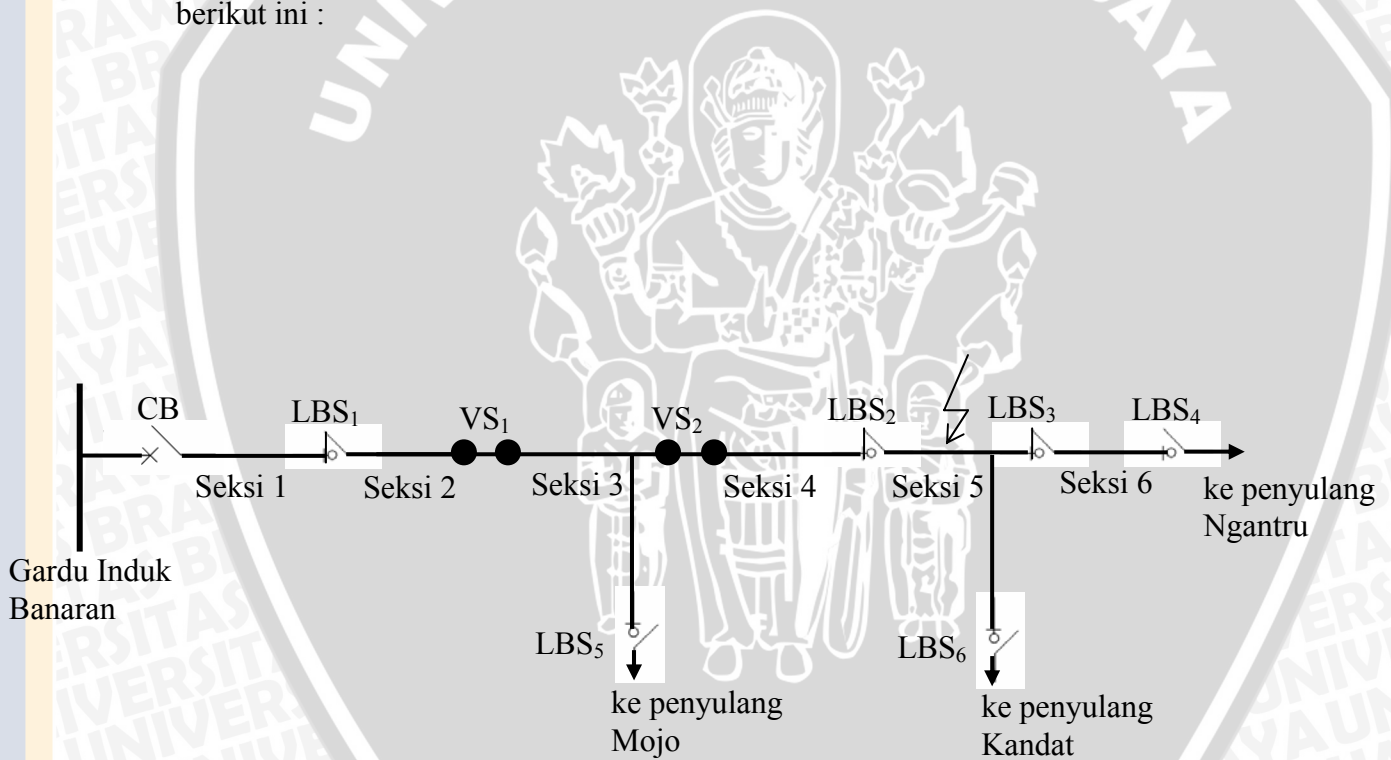 berikut ini :
CB
LBS₁
VS₁
VS₂
LBS₂
LBS₃
LBS₄
Seksi 1
Seksi 2
Seksi 3
Seksi 4
Seksi 5
Seksi 6
ke penyulang
Ngantru
Gardu Induk
Banaran
LBS₅
LBS₆
ke penyulang
Mojo
ke penyulang
Kandat